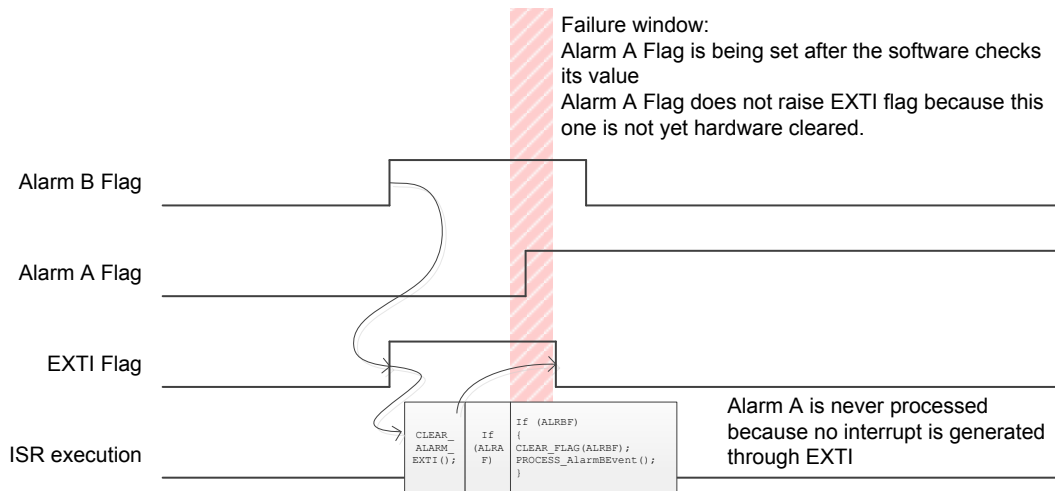 Failure window:
Alarm A Flag is being set after the software checks
its value
Alarm A Flag does not raise EXTI flag because this
one is not yet hardware cleared.
Alarm B Flag
Alarm A Flag
EXTI Flag
ISR execution
CLEAR_
ALARM_
EXTI();
If
(ALRA
F)
If (ALRBF)
{
CLEAR_FLAG(ALRBF);
PROCESS_AlarmBEvent();
}
Alarm A is never processed
because no interrupt is generated
through EXTI